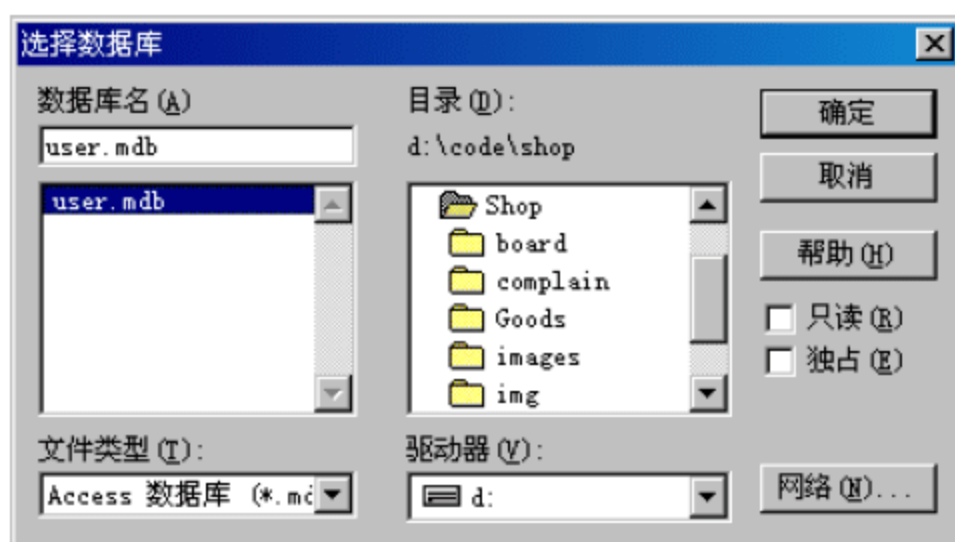 选择数据库
数据库名(A)
user.mdb
user.mdb
文件类型(T):
Access 数据库 (*.md
目录(D):
d:\code\shop
Shop
board
complain
Goods
images
img
驱动器(V):
d:
确定
取消
帮助(H)
只读(R)
独占(E)
网络(N)...